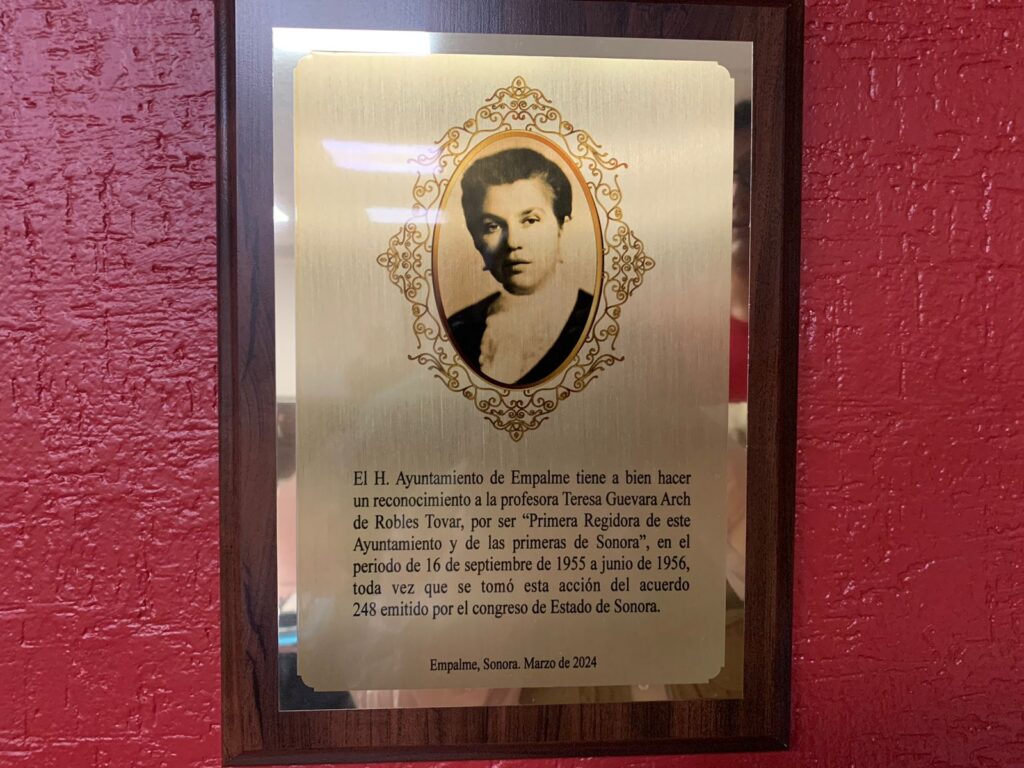 El H. Ayuntamiento de Empalme tiene a bien hacer
un reconocimiento a la profesora Teresa Guevara Arch
de Robles Tovar, por ser “Primera Regidora de este
Ayuntamiento y de las primeras de Sonora”, en el
periodo de 16 de septiembre de 1955 a junio de 1956,
toda vez que se tomó esta acción del acuerdo
248 emitido por el congreso de Estado de Sonora.
Empalme, Sonora. Marzo de 2024